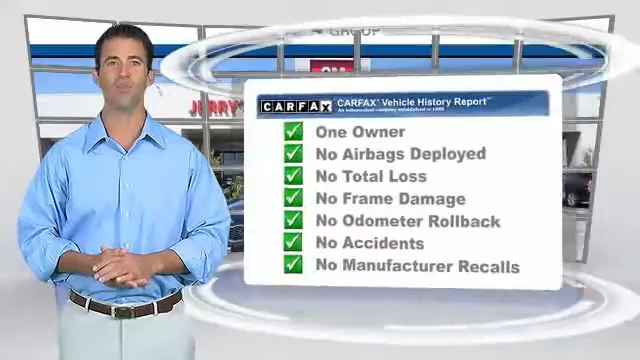 GROUP
JERRY'
CARFAX
CARFAX® Vehicle History Report™
An independent company established in 1986
One Owner
No Airbags Deployed
No Total Loss
No Frame Damage
No Odometer Rollback
No Accidents
No Manufacturer Recalls